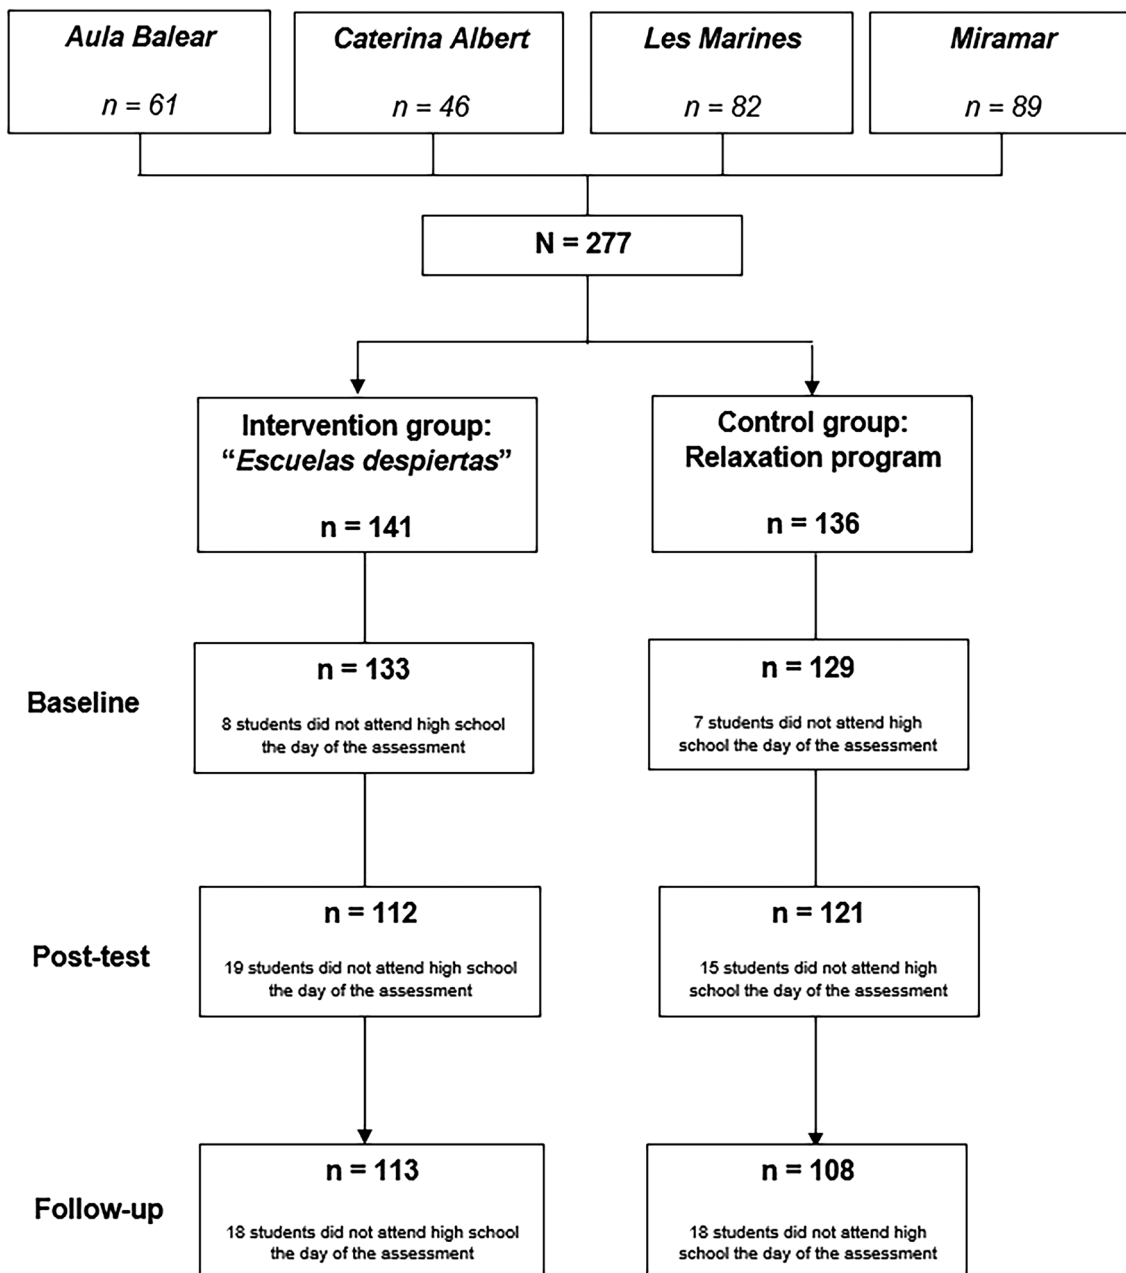 Aula Balear
n = 61
Caterina Albert
n = 46
Les Marines
n = 82
Miramar
n = 89
N = 277
Intervention group:
“Escuelas despiertas”
n = 141
Control group:
Relaxation program
n = 136
Baseline
n = 133
8 students did not attend high school
the day of the assessment
n = 129
7 students did not attend high
school the day of the assessment
Post-test
n = 112
19 students did not attend high school
the day of the assessment
n = 121
15 students did not attend high
school the day of the assessment
Follow-up
n = 113
18 students did not attend high school
the day of the assessment
n = 108
18 students did not attend high
school the day of the assessment